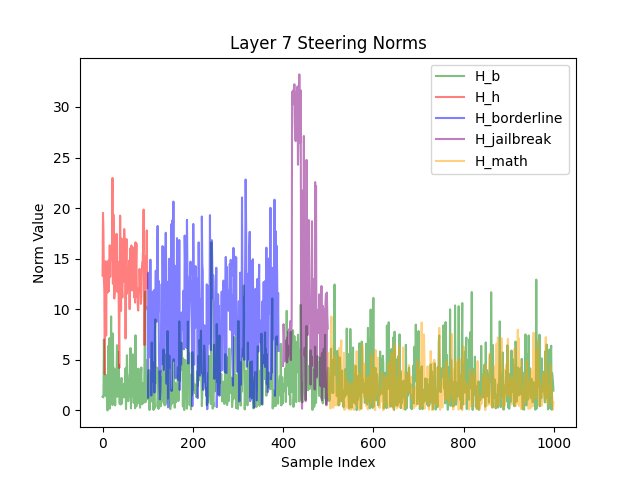 Layer 7 Steering Norms
H_b
H_h
H_borderline
H_jailbreak
H_math
Norm Value
30
25
20
15
10
5
0
0 200 400 600 800 1000
Sample Index